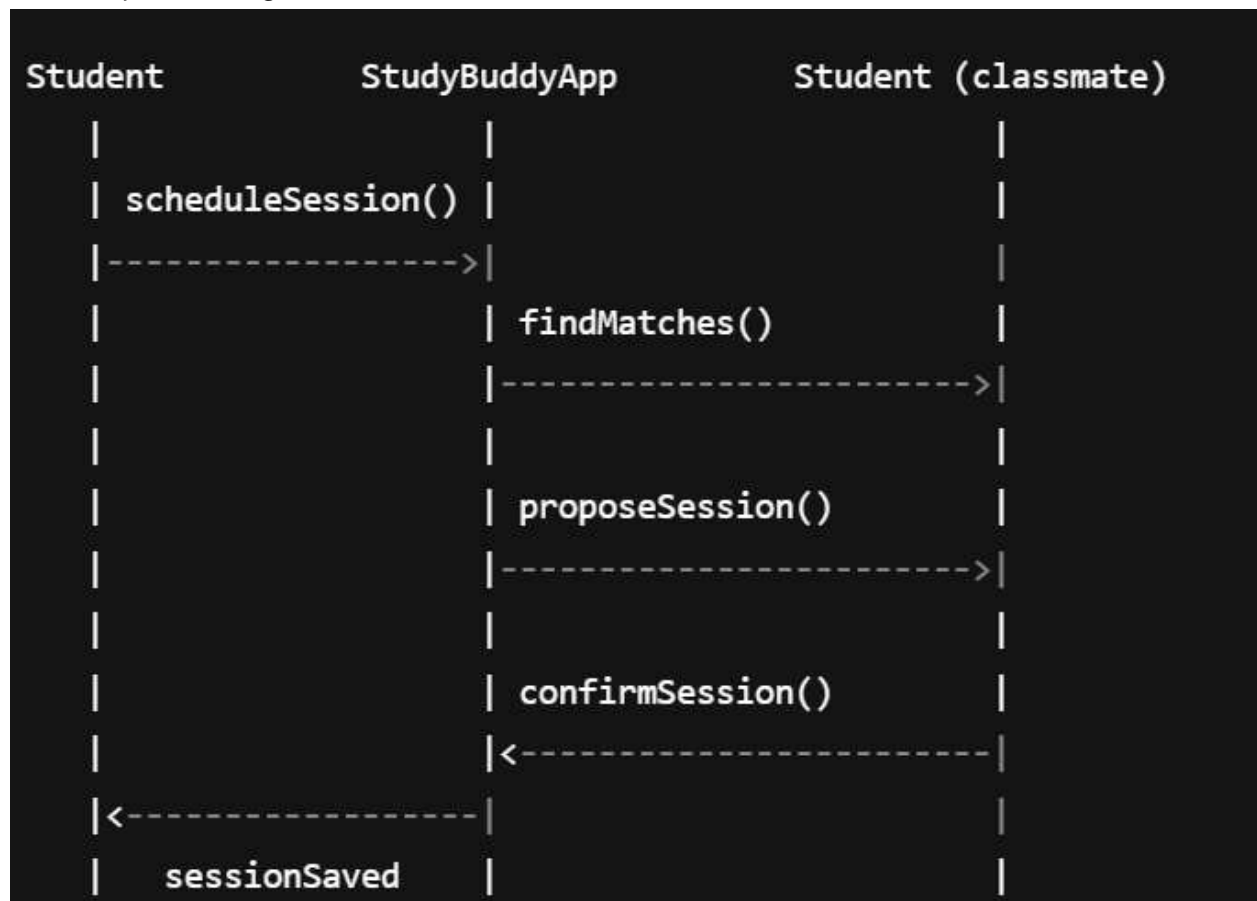 Student StudyBuddyApp Student (classmate)
scheduleSession()
findMatches()
proposeSession()
confirmSession()
sessionSaved